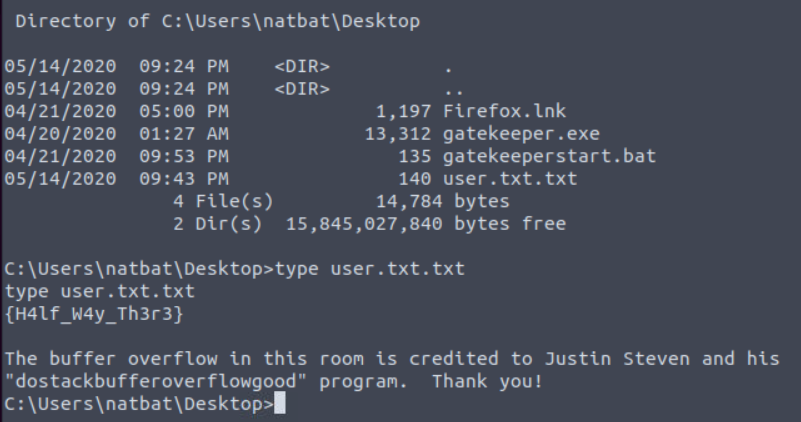 Directory of C:\Users\natbat\Desktop
05/14/2020  09:24 PM    <DIR>          .
05/14/2020  09:24 PM    <DIR>          ..
04/21/2020  05:00 PM             1,197 Firefox.lnk
04/20/2020  01:27 AM            13,312 gatekeeper.exe
04/21/2020  09:53 PM               135 gatekeeperstart.bat
05/14/2020  09:43 PM               140 user.txt.txt
4 File(s)         14,784 bytes
2 Dir(s)  15,845,027,840 bytes free
C:\Users\natbat\Desktop>type user.txt.txt
type user.txt.txt
{H4lf_W4y_Th3r3}
The buffer overflow in this room is credited to Justin Steven and his
"dostackbufferoverflowgood" program.  Thank you!
C:\Users\natbat\Desktop>